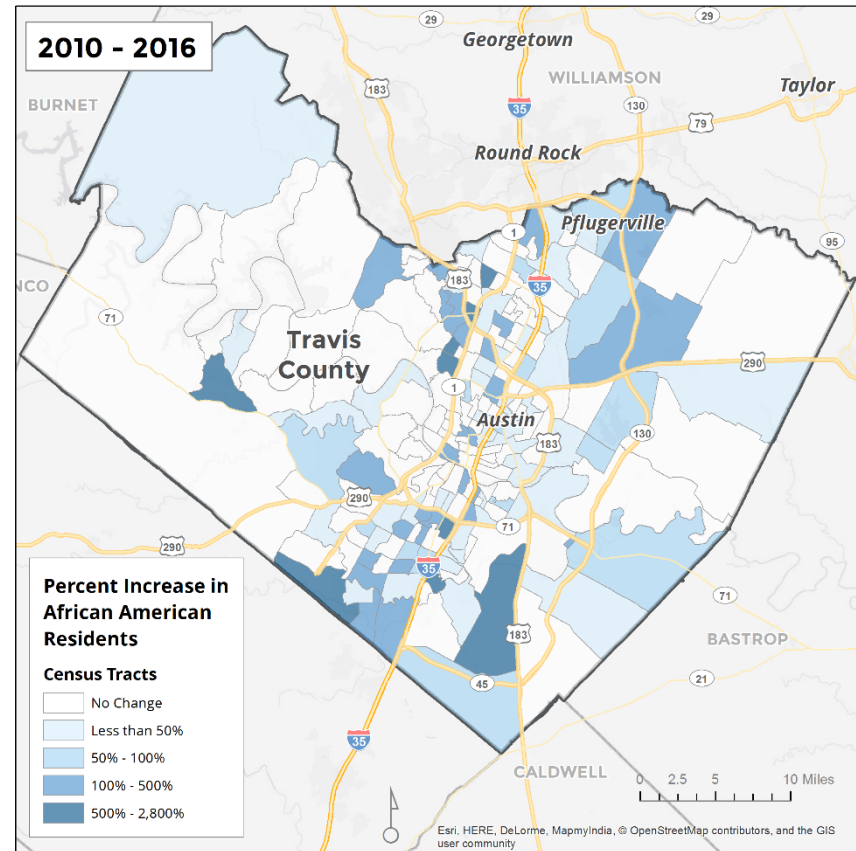 2010 - 2016
29
29
Georgetown
183
WILLIAMSON
BURNET
35
130
Taylor
79
Round Rock
Pflugerville
1
95
183
35
NCO
71
Travis
County
290
1
Austin
183
130
290
71
290
35
Percent Increase in
African American
Residents
Census Tracts
No Change
Less than 50%
50% - 100%
100% - 500%
500% - 2,800%
183
71
BASTROP
45
21
35
CALDWELL
0 2.5 5 10 Miles
Esri, HERE, DeLorme, MapmyIndia, © OpenStreetMap contributors, and the GIS
user community